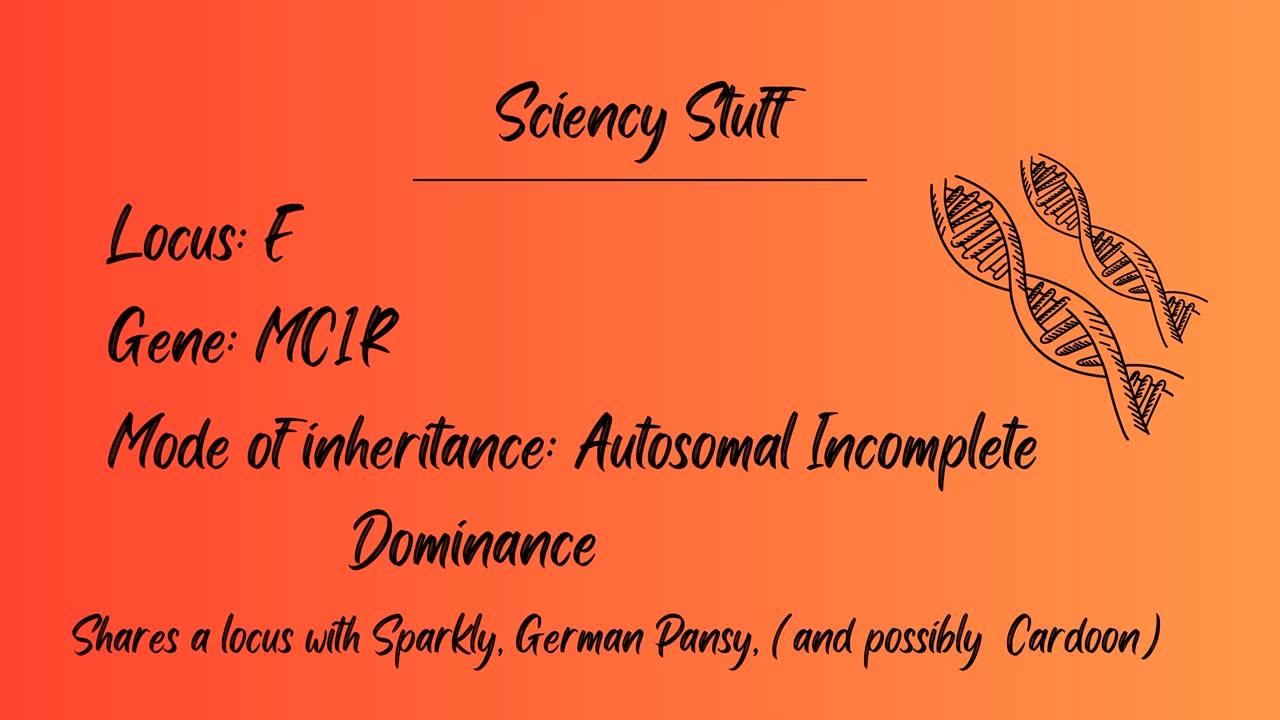 Sciency Stuff
Locus: E
Gene: MC1R
Mode of inheritance: Autosomal Incomplete
Dominance
Shares a locus with Sparkly, German Pansy, (and possibly Cardoon)